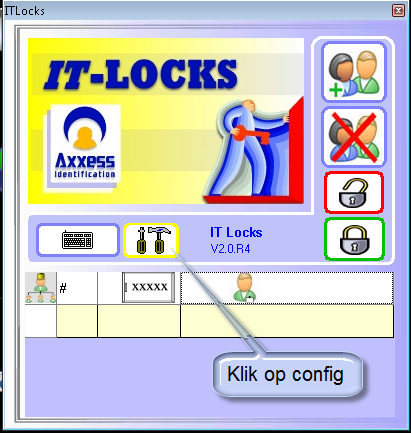 ITLocks
IT-LOCKS
Axxess
Identification
IT Locks
V2.0.R4
# xxxxx
Klik op config